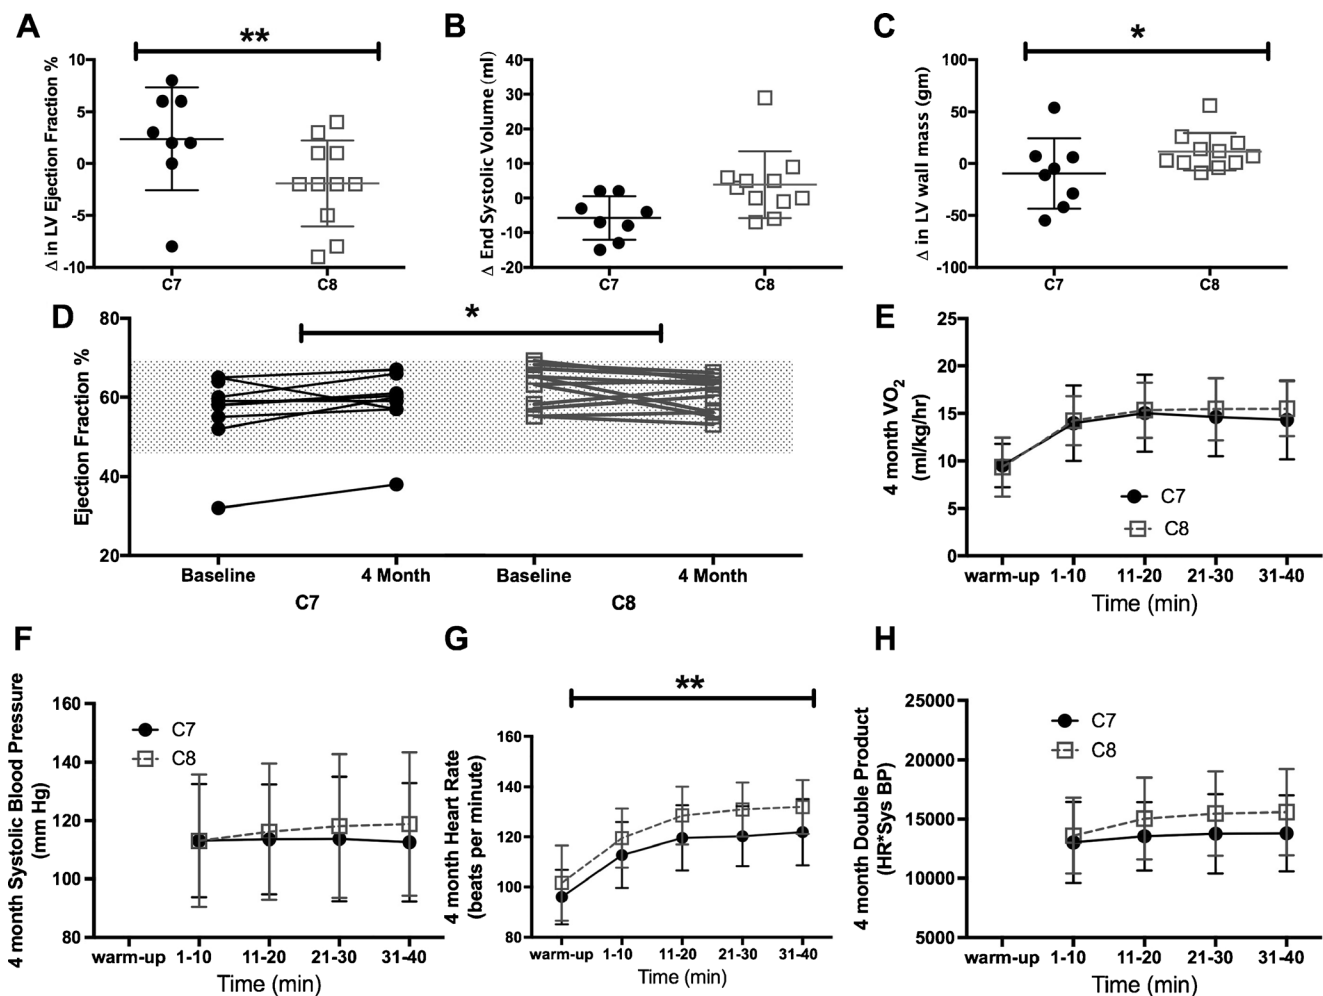 A
**
Δ in LV Ejection Fraction %
10
5
0
-5
-10
C7
C8
B
Δ End Systolic Volume (ml)
40
30
20
10
0
-10
-20
C7
C8
C
*
Δ in LV wall mass (gm)
100
50
0
-50
-100
C7
C8
D
*
Ejection Fraction %
80
60
40
20
Baseline
4 Month
Baseline
4 Month
C7
C8
E
4 month VO2
(ml/kg/hr)
25
20
15
10
5
0
C7
C8
warm-up 1-10 11-20 21-30 31-40
Time (min)
F
4 month Systolic Blood Pressure
(mm Hg)
160
140
120
100
80
C7
C8
warm-up 1-10 11-20 21-30 31-40
Time (min)
G
**
4 month Heart Rate
(beats per minute)
160
140
120
100
80
warm-up 1-10 11-20 21-30 31-40
Time (min)
H
4 month Double Product
(HR*Sys BP)
25000
20000
15000
10000
5000
C7
C8
warm-up 1-10 11-20 21-30 31-40
Time (min)